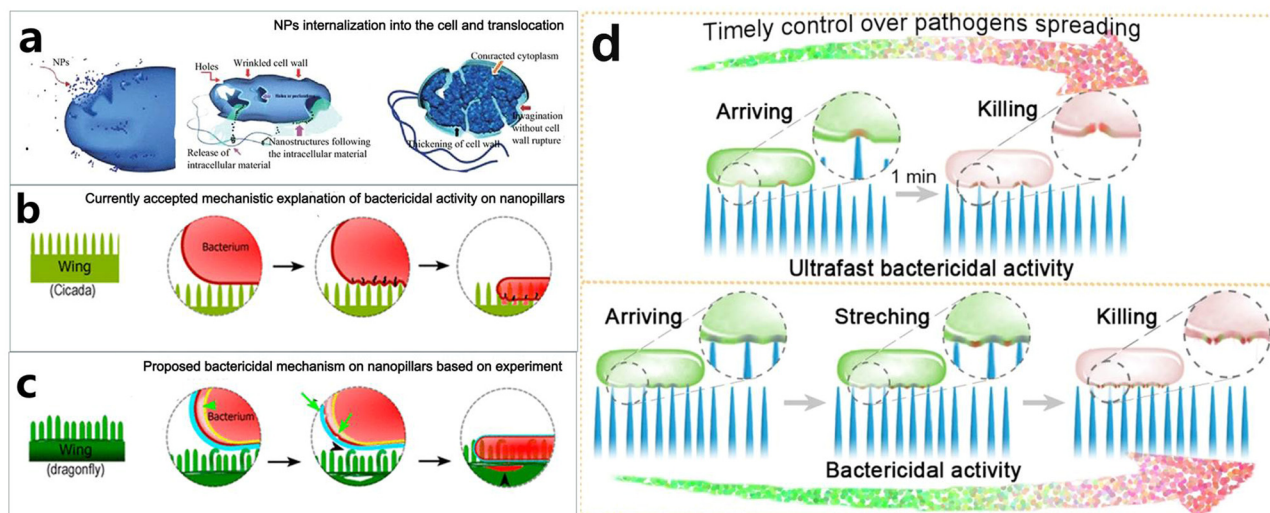 a
NPs internalization into the cell and translocation
NPs
Holes
Wrinkled cell wall
Release of
intracellular material
Nanostructures following
the intracellular material
Conracted cytoplasm
Invagination
without cell
wall rupture
Thickening of cell wall
b
Currently accepted mechanistic explanation of bactericidal activity on nanopillars
Wing
(Cicada)
Bacterium
c
Proposed bactericidal mechanism on nanopillars based on experiment
Wing
(dragonfly)
Bacterium
d
Timely control over pathogens spreading
Arriving
Killing
1 min
Ultrafast bactericidal activity
Arriving
Streching
Killing
Bactericidal activity